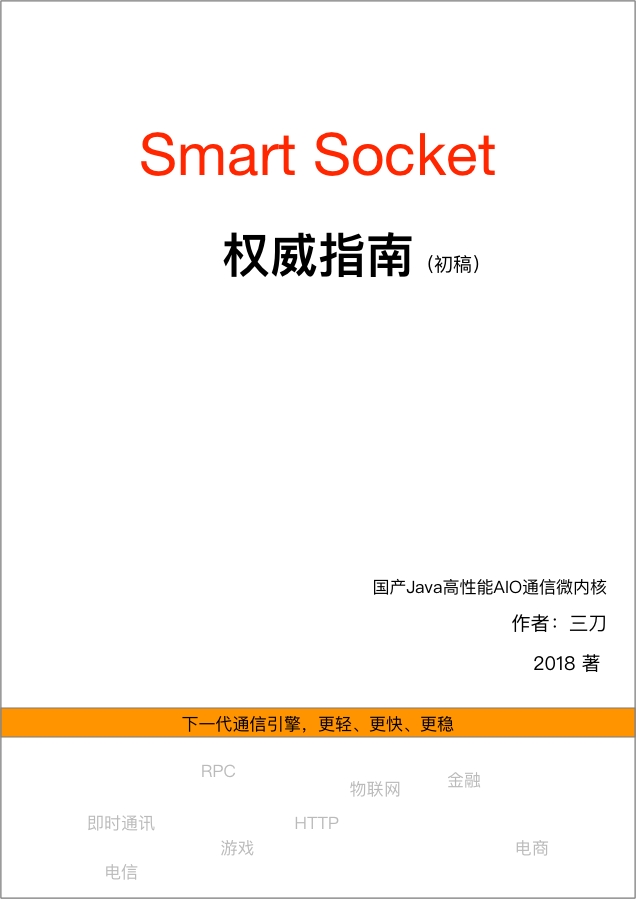 Smart Socket
权威指南（初稿）
国产Java高性能AIO通信微内核
作者：三刀
2018 著
下一代通信引擎，更轻、更快、更稳
RPC
物联网
金融
即时通讯
HTTP
游戏
电商
电信